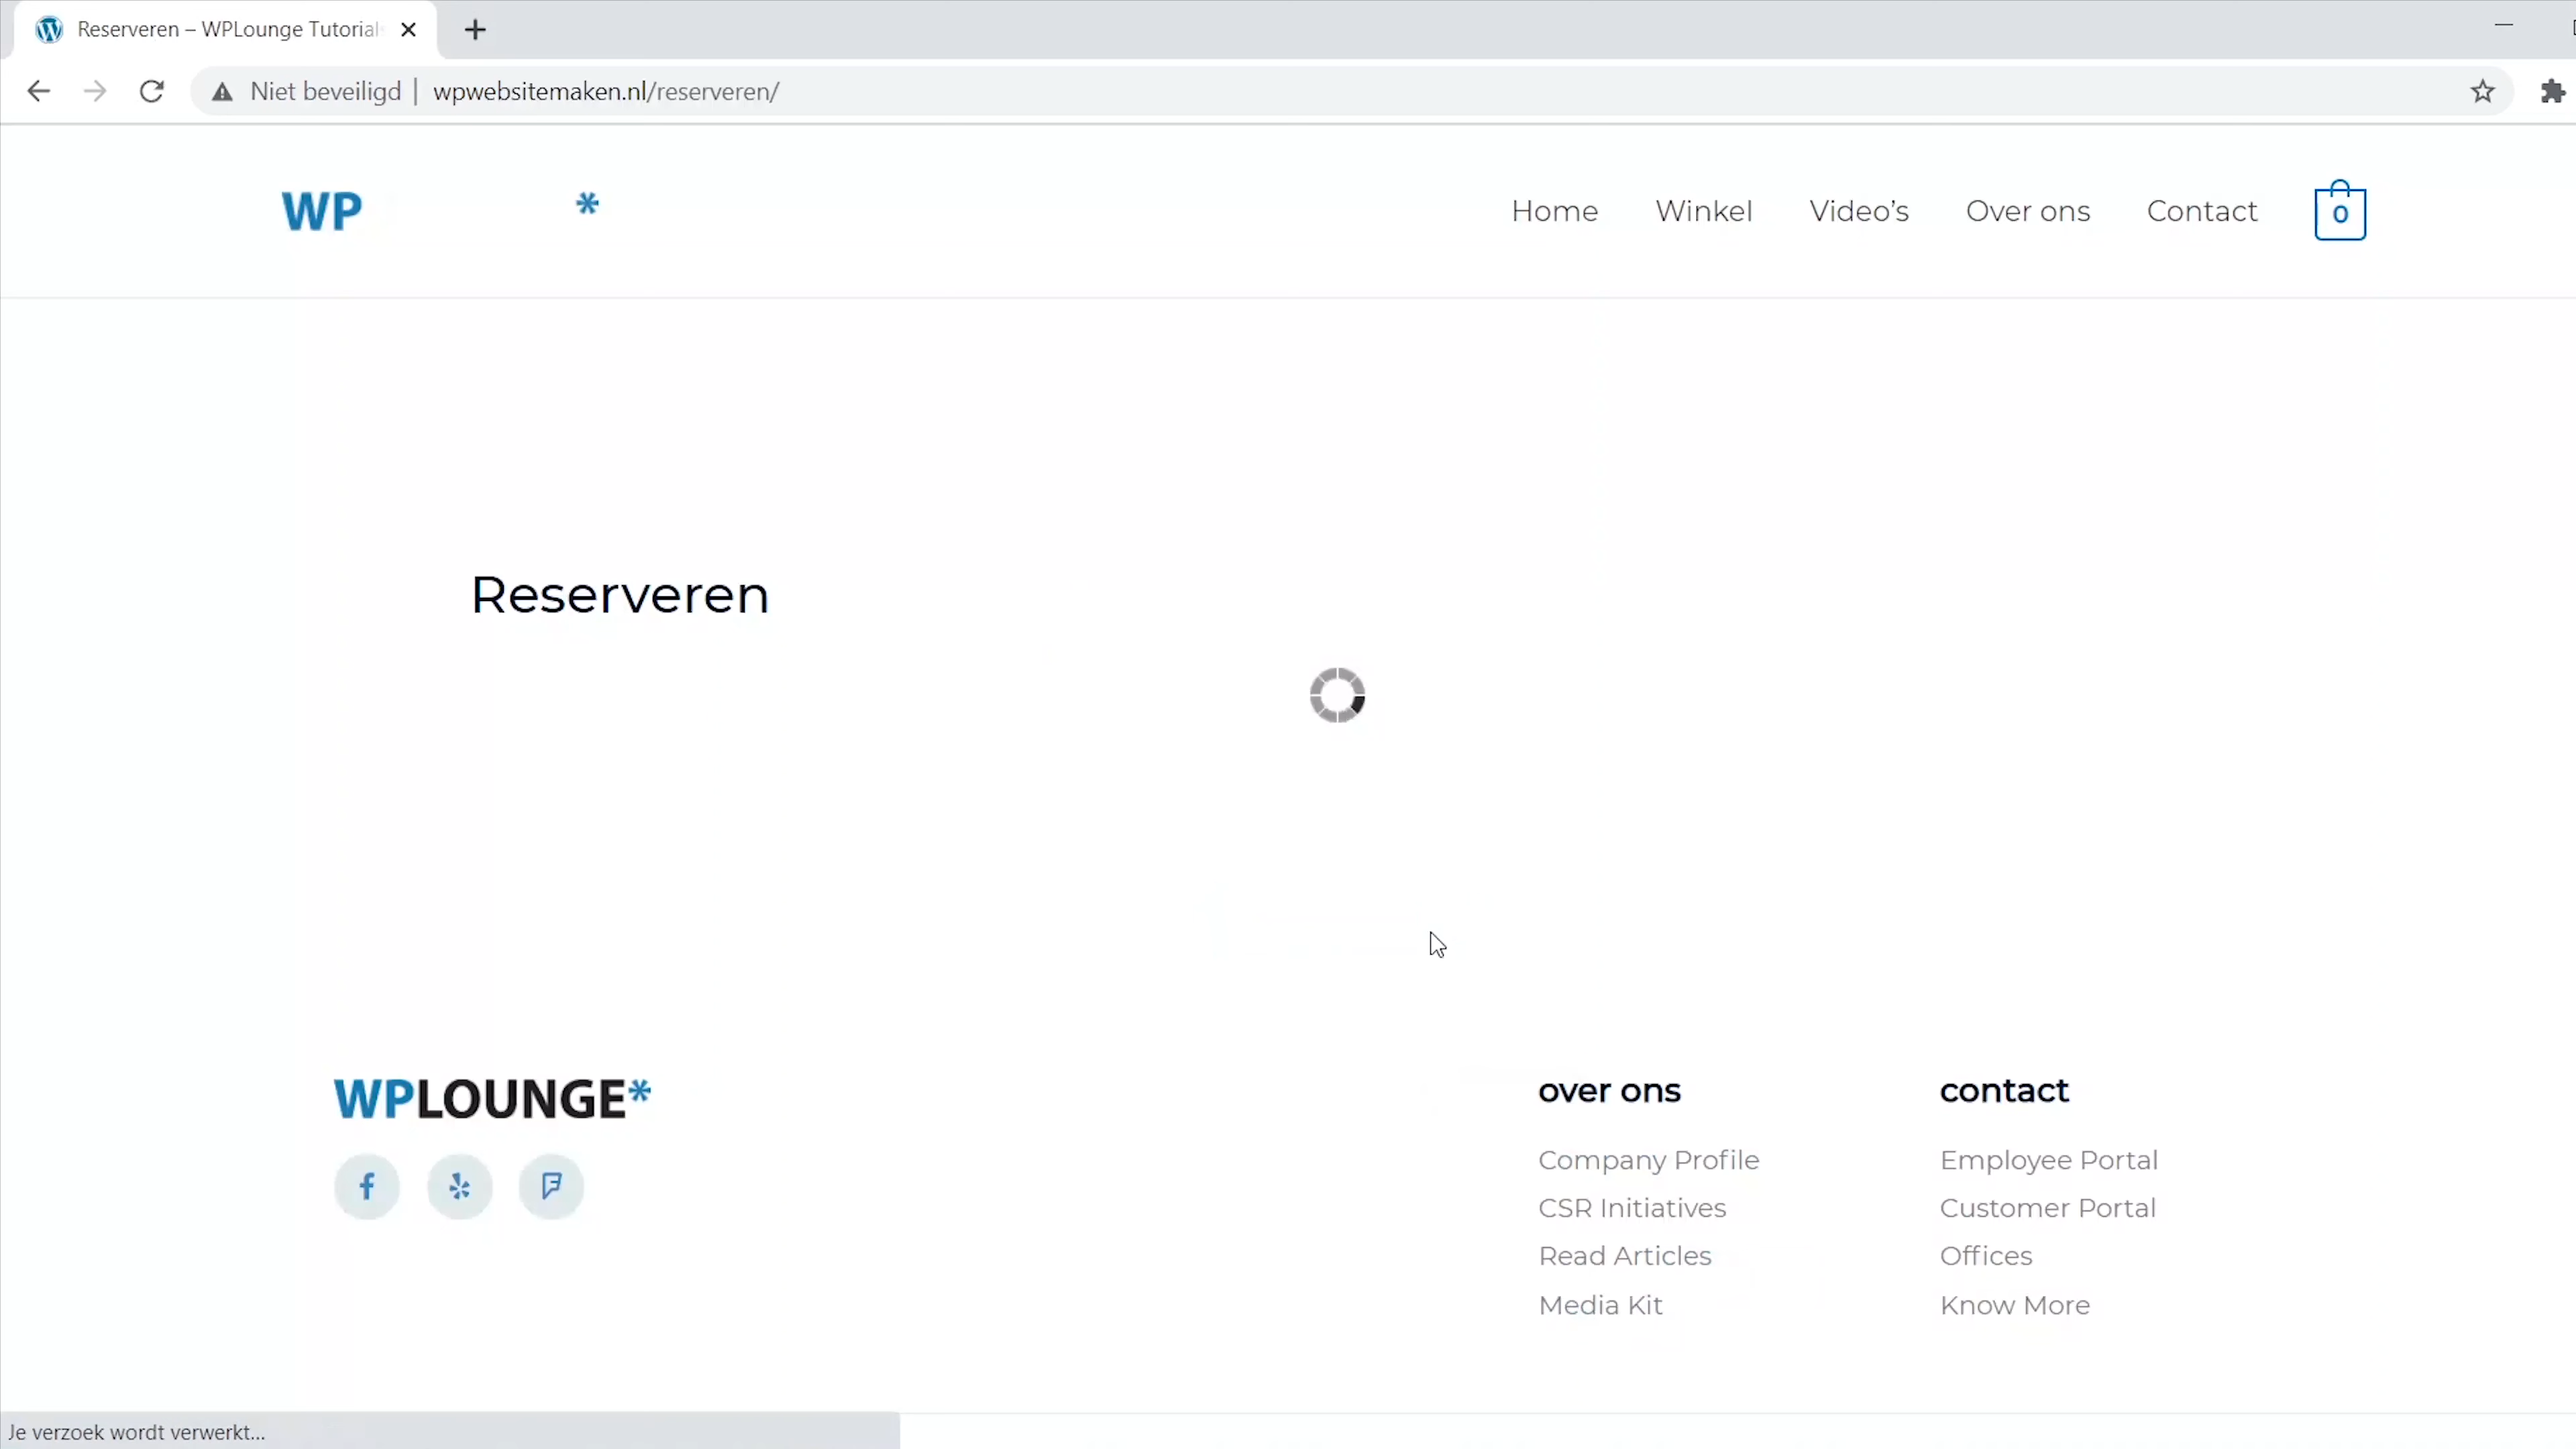 Reserveren – WPLounge Tutorials
Niet beveiligd | wpwebsitemaken.nl/reserveren/
WP *
Home Winkel Video's Over ons Contact 0
Reserveren
WPLOUNGE*
over ons
Company Profile
CSR Initiatives
Read Articles
Media Kit
contact
Employee Portal
Customer Portal
Offices
Know More
Je verzoek wordt verwerkt...